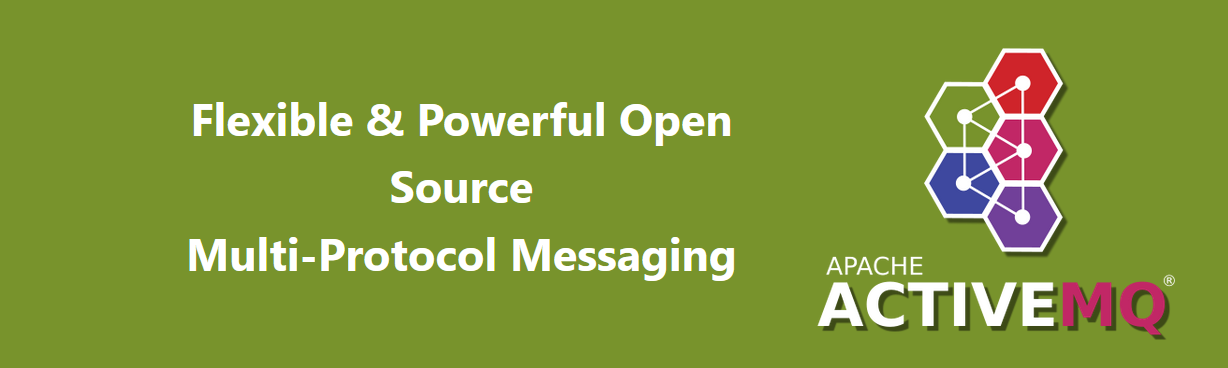 Flexible & Powerful Open
Source
Multi-Protocol Messaging
APACHE
ACTIVEMQ®